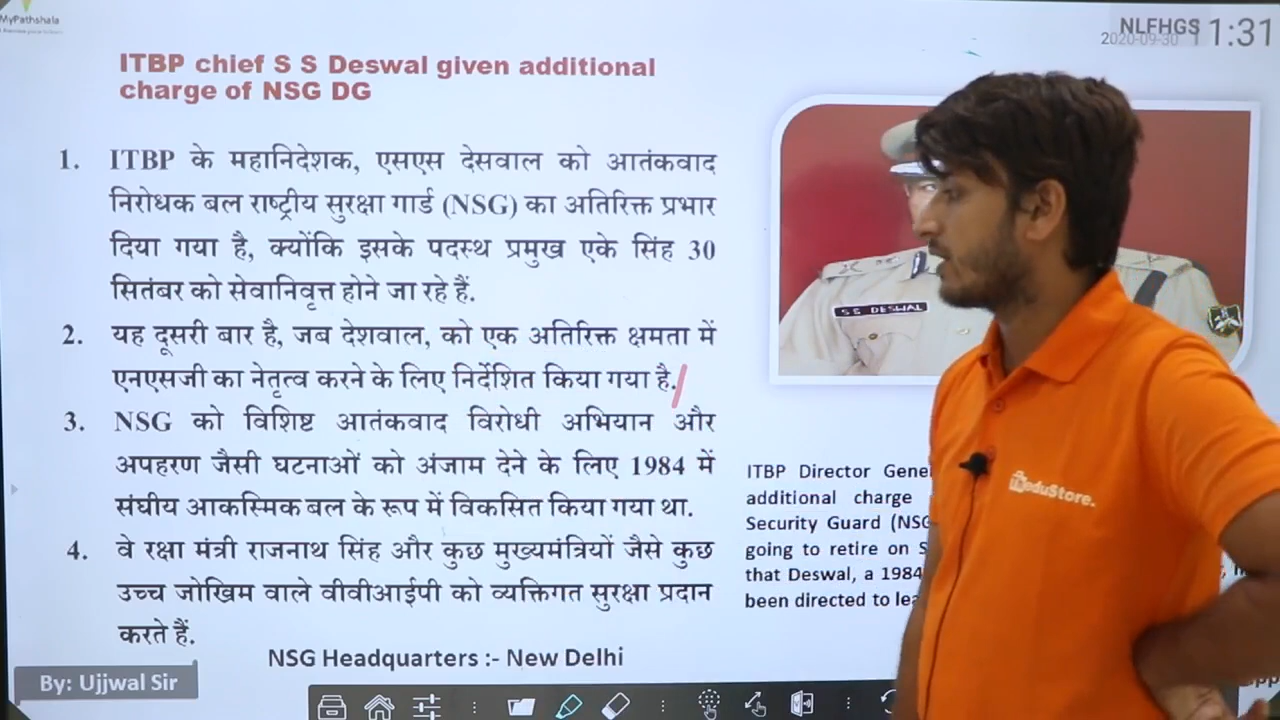 MyPathshala
NLFHGS 11:31
2020-09-30
ITBP chief S S Deswal given additional
charge of NSG DG
1. ITBP के महानिदेशक, एसएस देसवाल को आतंकवाद
निरोधक बल राष्ट्रीय सुरक्षा गार्ड (NSG) का अतिरिक्त प्रभार
दिया गया है, क्योंकि इसके पदस्थ प्रमुख एके सिंह 30
सितंबर को सेवानिवृत्त होने जा रहे हैं.
2. यह दूसरी बार है, जब देशवाल, को एक अतिरिक्त क्षमता में
एनएसजी का नेतृत्व करने के लिए निर्देशित किया गया है.
3. NSG को विशिष्ट आतंकवाद विरोधी अभियान और
अपहरण जैसी घटनाओं को अंजाम देने के लिए 1984 में
संघीय आकस्मिक बल के रूप में विकसित किया गया था.
4. वे रक्षा मंत्री राजनाथ सिंह और कुछ मुख्यमंत्रियों जैसे कुछ
उच्च जोखिम वाले वीवीआईपी को व्यक्तिगत सुरक्षा प्रदान
करते हैं.
NSG Headquarters :- New Delhi
By: Ujjwal Sir
S S DESWAL
ITBP Director Gene
additional charge
Security Guard (NSG
going to retire on S
that Deswal, a 1984
been directed to lea
eduStore.